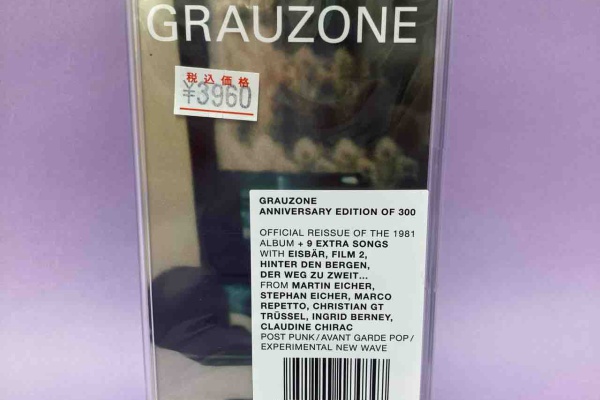 GRAUZONE
税込価格
¥3960
GRAUZONE
ANNIVERSARY EDITION OF 300
OFFICIAL REISSUE OF THE 1981
ALBUM + 9 EXTRA SONGS
WITH EISBÄR, FILM 2,
HINTER DEN BERGEN,
DER WEG ZU ZWEIT...
FROM MARTIN EICHER,
STEPHAN EICHER, MARCO
REPETTO, CHRISTIAN GT
TRÜSSEL, INGRID BERNEY,
CLAUDINE CHIRAC
POST PUNK/AVANT GARDE POP/
EXPERIMENTAL NEW WAVE